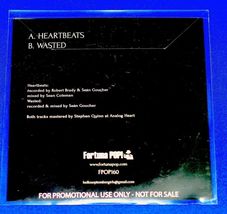 A. HEARTBEATS
B. WASTED
Heartbeats:
recorded by Robert Brady & Sean Goucher
mixed by Sean Coleman
Wasted:
recorded & mixed by Sean Goucher
Both tracks mastered by Stephen Quinn at Analog Heart
Fortuna POP!
www.fortunapop.com
FPOP160
FOR PROMOTIONAL USE ONLY - NOT FOR SALE